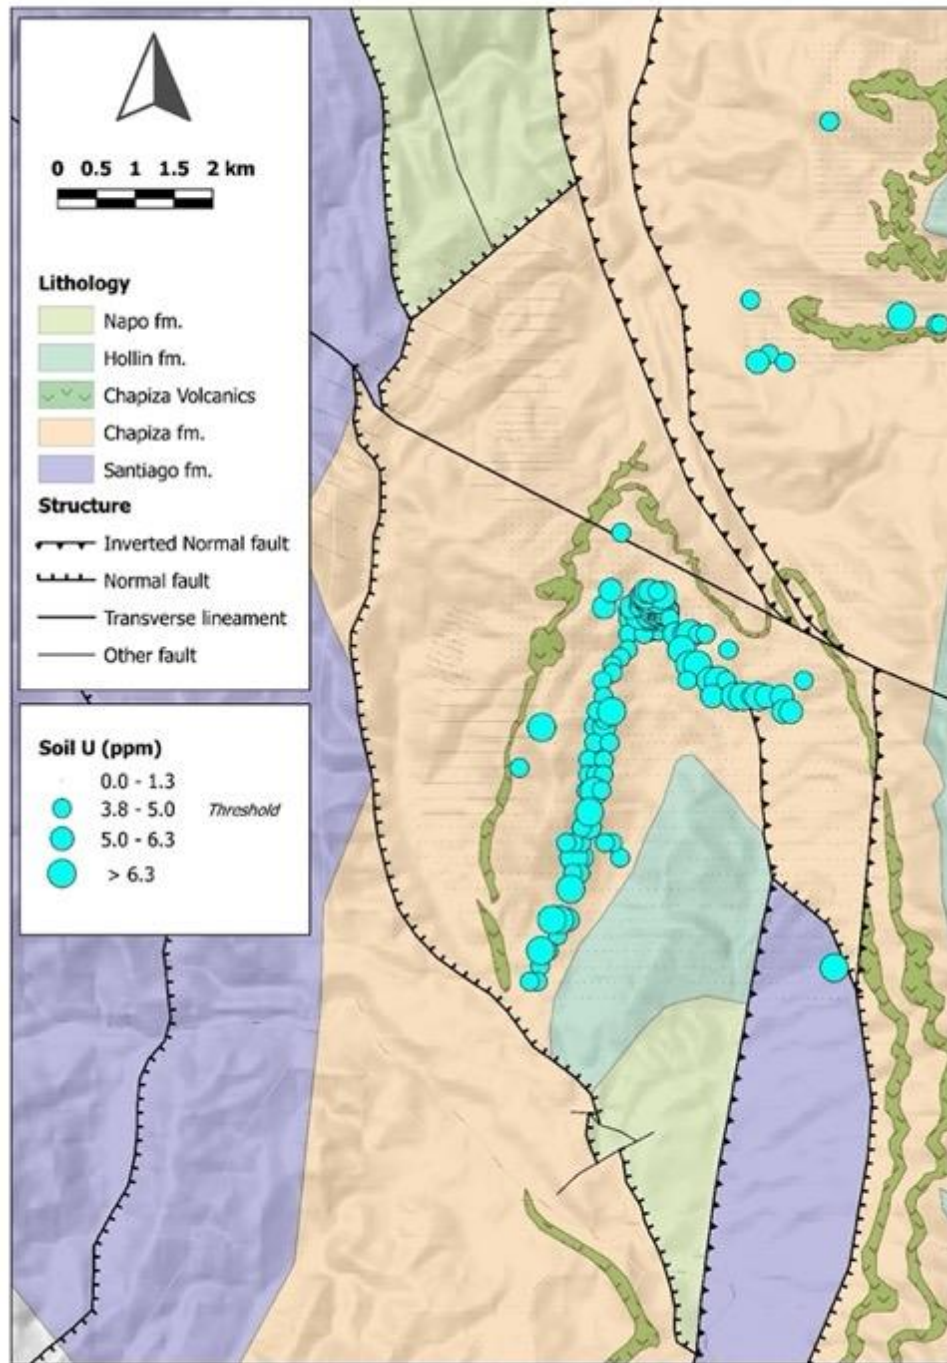 0 0.5 1 1.5 2 km
Lithology
Napo fm.
Hollin fm.
Chapiza Volcanics
Chapiza fm.
Santiago fm.
Structure
Inverted Normal fault
Normal fault
Transverse lineament
Other fault
Soil U (ppm)
0.0 - 1.3
3.8 - 5.0 Threshold
5.0 - 6.3
> 6.3